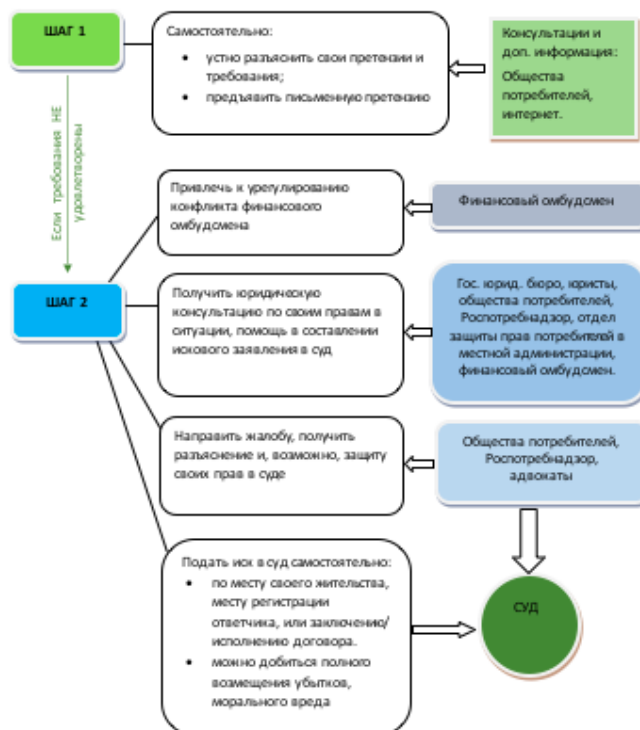 ШАГ 1
Самостоятельно:
• устно разъяснить свои претензии и
требования;
• предъявить письменную претензию
Консультации и
доп. информация:
Общества
потребителей,
интернет.
Если требования НЕ
удовлетворены
Привлечь к урегулированию
конфликта финансового
омбудсмена
Финансовый омбудсмен
ШАГ 2
Получить юридическую
консультацию по своим правам в
ситуации, помощь в составлении
искового заявления в суд
Гос. юрид. бюро, юристы,
общества потребителей,
Роспотребнадзор, отдел
защиты прав потребителей в
местной администрации,
финансовый омбудсмен.
Направить жалобу, получить
разъяснение и, возможно, защиту
своих прав в суде
Общества потребителей,
Роспотребнадзор,
адвокаты
Подать иск в суд самостоятельно:
• по месту своего жительства,
месту регистрации
ответчика, или заключению/
исполнению договора.
• можно добиться полного
возмещения убытков,
морального вреда
СУД